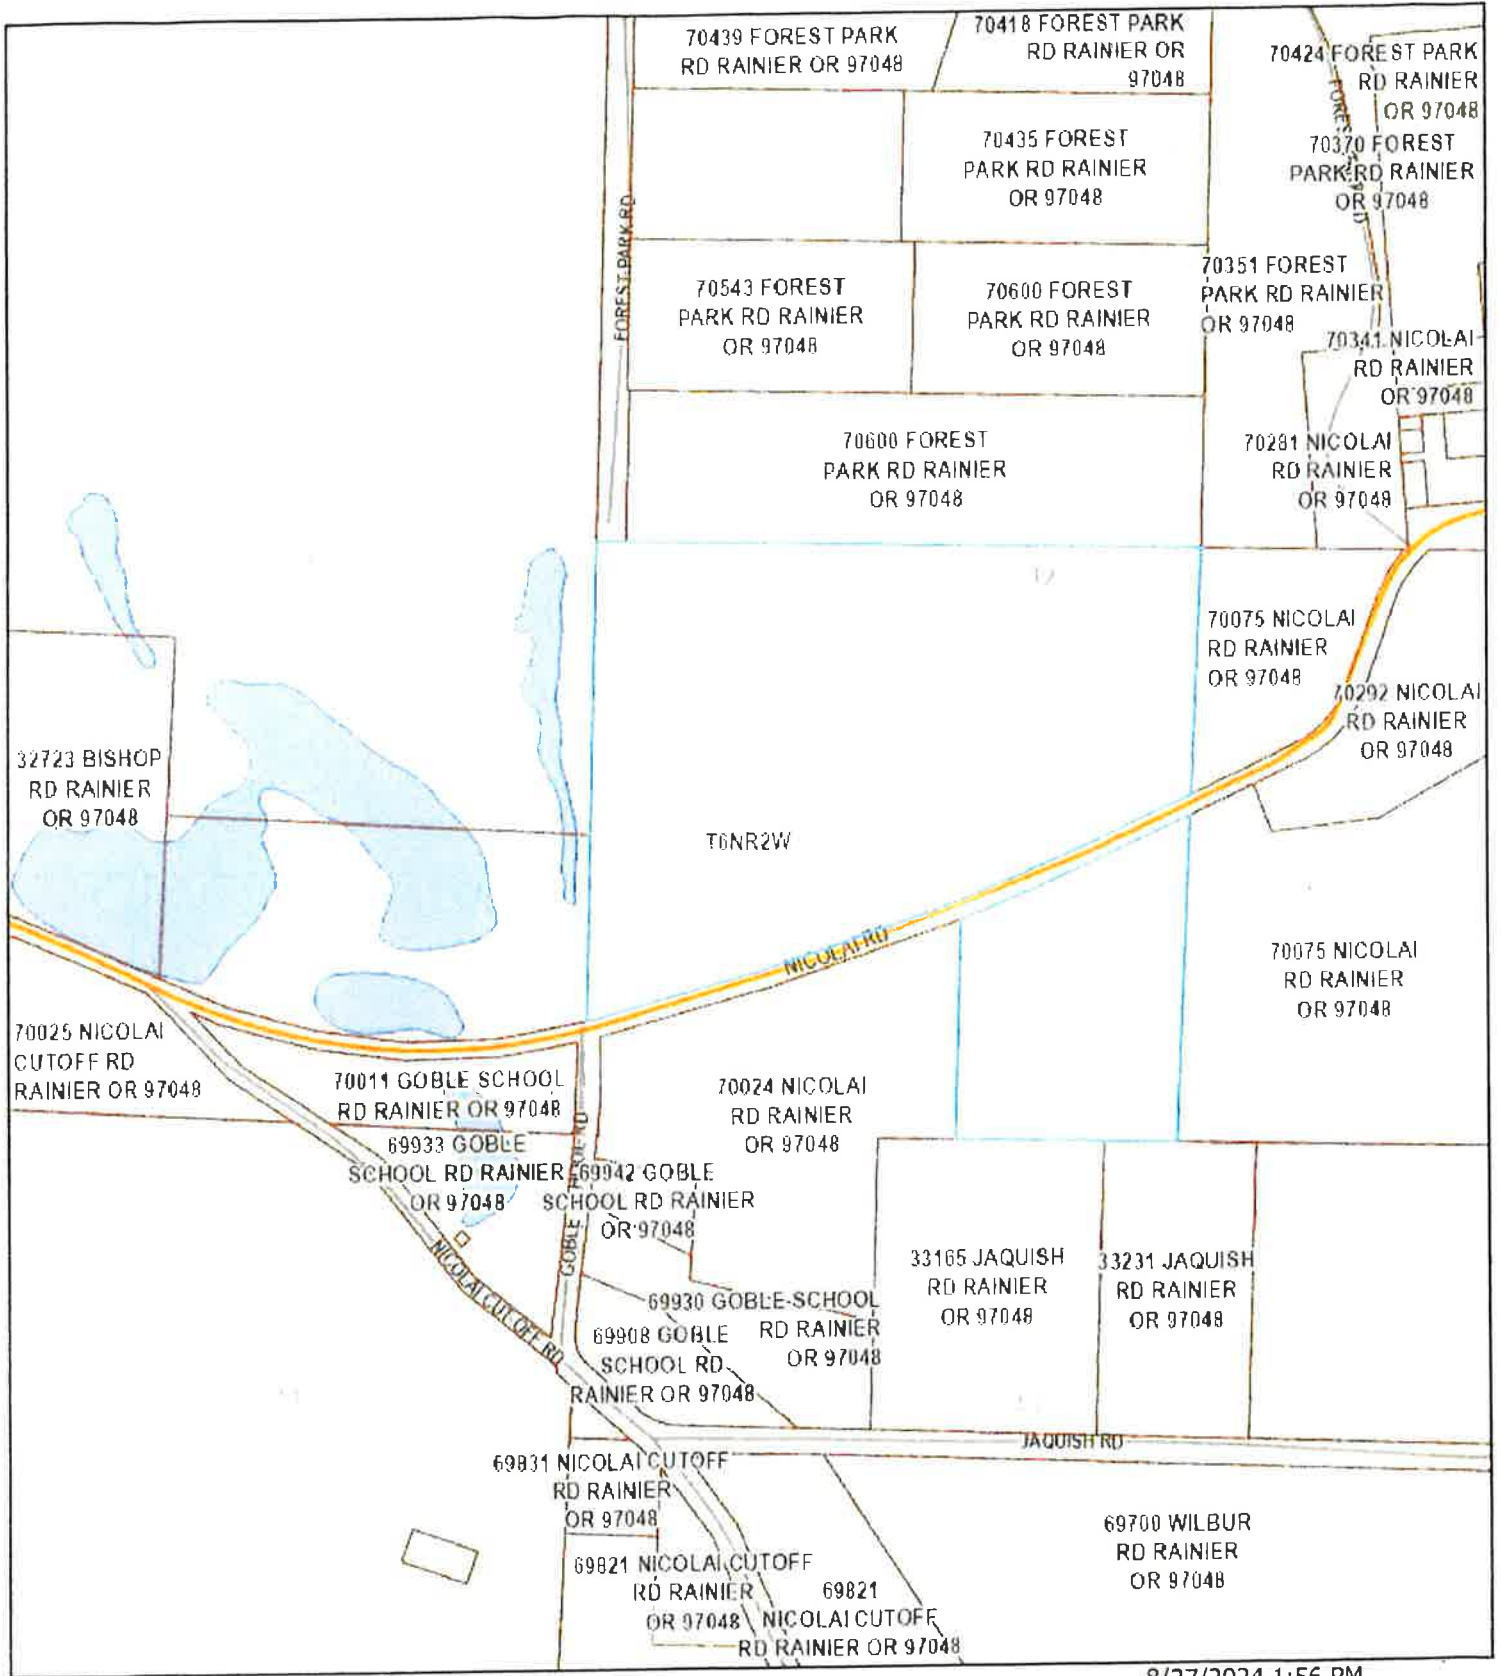 70439 FOREST PARK
RD RAINIER OR 97048
70418 FOREST PARK
RD RAINIER OR
97048
70424 FOREST PARK
RD RAINIER
OR 97048
70435 FOREST
PARK RD RAINIER
OR 97048
70370 FOREST
PARK RD RAINIER
OR 97048
FOREST PARK RD
70543 FOREST
PARK RD RAINIER
OR 97048
70600 FOREST
PARK RD RAINIER
OR 97048
70351 FOREST
PARK RD RAINIER
OR 97048
70341 NICOLAI
RD RAINIER
OR 97048
70600 FOREST
PARK RD RAINIER
OR 97048
70281 NICOLAI
RD RAINIER
OR 97048
12
70075 NICOLAI
RD RAINIER
OR 97048
70292 NICOLAI
RD RAINIER
OR 97048
32723 BISHOP
RD RAINIER
OR 97048
T6NR2W
NICOLAI RD
70075 NICOLAI
RD RAINIER
OR 97048
70025 NICOLAI
CUTOFF RD
RAINIER OR 97048
70011 GOBLE SCHOOL
RD RAINIER OR 97048
70024 NICOLAI
RD RAINIER
OR 97048
69933 GOBLE
SCHOOL RD RAINIER
OR 97048
69942 GOBLE
SCHOOL RD RAINIER
OR 97048
GOBLE
RD
NICOLAI CUTOFF RD
33165 JAQUISH
RD RAINIER
OR 97048
33231 JAQUISH
RD RAINIER
OR 97048
69930 GOBLE SCHOOL
RD RAINIER
OR 97048
69908 GOBLE
SCHOOL RD
RAINIER OR 97048
JAQUISH RD
69831 NICOLAI CUTOFF
RD RAINIER
OR 97048
69700 WILBUR
RD RAINIER
OR 97048
69821 NICOLAI CUTOFF
RD RAINIER
OR 97048
69821
NICOLAI CUTOFF
RD RAINIER OR 97048
8/27/2024 1:56 PM